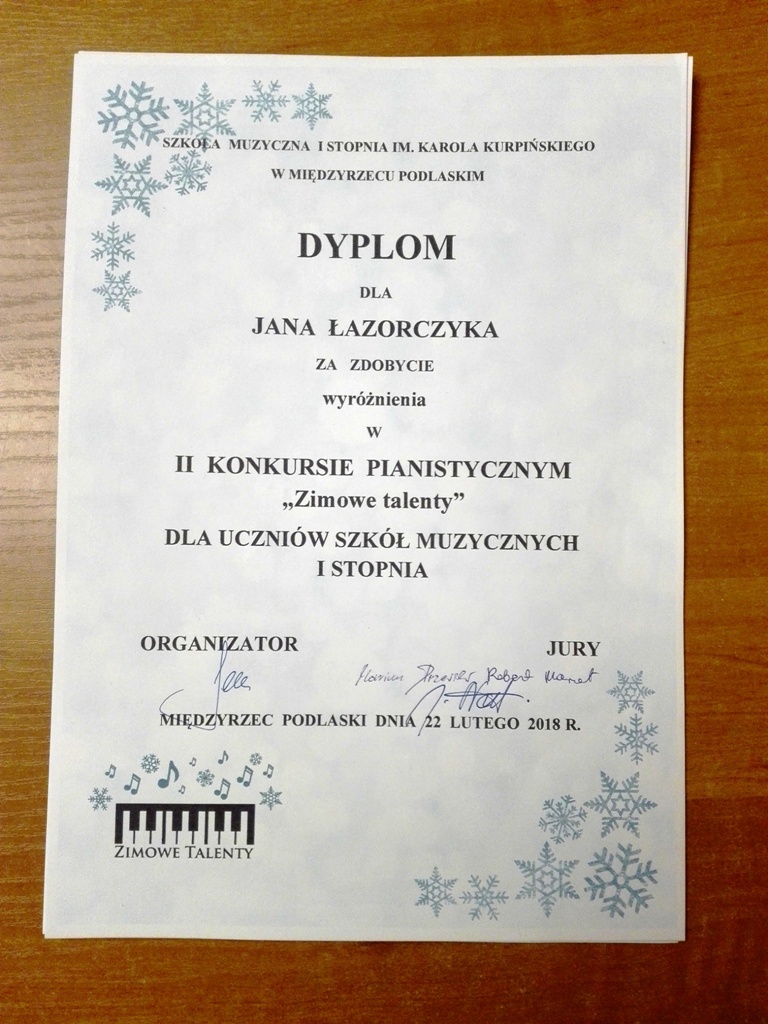 SZKOŁA MUZYCZNA I STOPNIA IM. KAROLA KURPIŃSKIEGO
W MIĘDZYRZECU PODLASKIM
DYPLOM
DLA
JANA ŁAZORCZYKA
ZA ZDOBYCIE
wyróżnienia
W
II KONKURSIE PIANISTYCZNYM
„Zimowe talenty”
DLA UCZNIÓW SZKÓŁ MUZYCZNYCH
I STOPNIA
ORGANIZATOR JURY
Robert
MIĘDZYRZEC PODLASKI DNIA 22 LUTEGO 2018 R.
ZIMOWE TALENTY